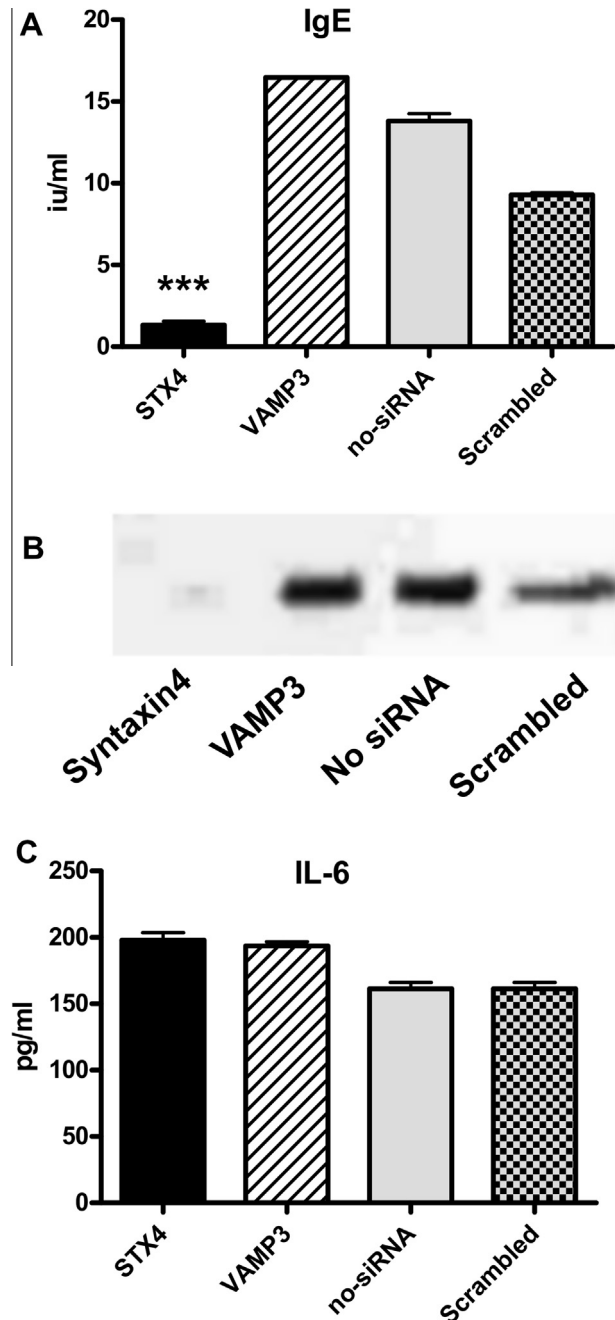 A
IgE
iu/ml
20
15
10
5
0
***
STX4
VAMP3
no-siRNA
Scrambled
B
Syntaxin4
VAMP3
No siRNA
Scrambled
C
IL-6
pg/ml
250
200
150
100
50
0
STX4
VAMP3
no-siRNA
Scrambled